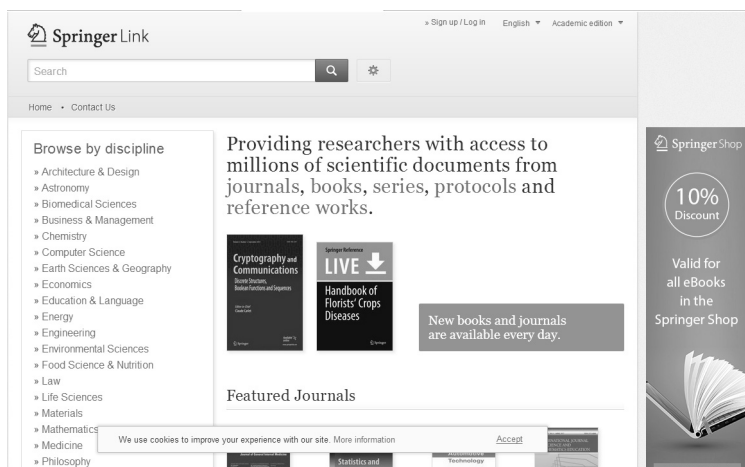 Springer Link
» Sign up / Log in English Academic edition
Search
Home • Contact Us
Browse by discipline
» Architecture & Design
» Astronomy
» Biomedical Sciences
» Business & Management
» Chemistry
» Computer Science
» Earth Sciences & Geography
» Economics
» Education & Language
» Energy
» Engineering
» Environmental Sciences
» Food Science & Nutrition
» Law
» Life Sciences
» Materials
» Mathematics
» Medicine
» Philosophy
Providing researchers with access to
millions of scientific documents from
journals, books, series, protocols and
reference works.
Cryptography and
Communications
Discrete Structures,
Boolean Functions and Sequences
Springer
Springer Reference
LIVE
Handbook of
Florists' Crops
Diseases
Springer
New books and journals
are available every day.
Featured Journals
We use cookies to improve your experience with our site. More information Accept
Statistics and
Automotive
Technology
Springer Shop
10%
Discount
Valid for
all eBooks
in the
Springer Shop